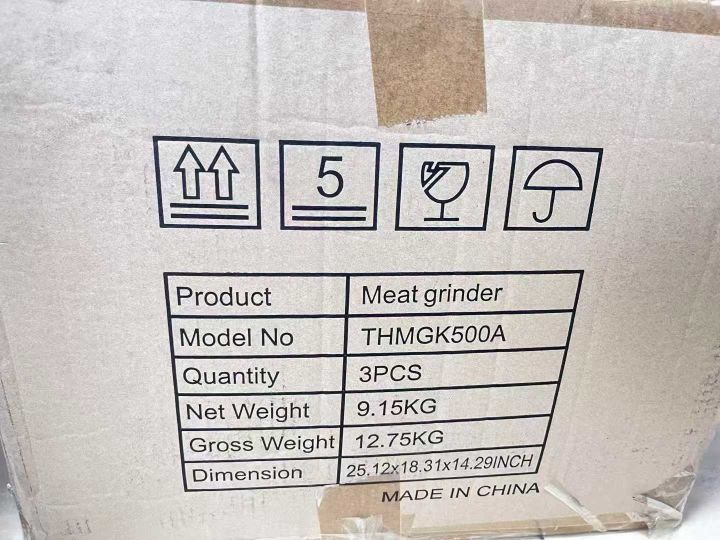 5
Product Meat grinder
Model No THMGK500A
Quantity 3PCS
Net Weight 9.15KG
Gross Weight 12.75KG
Dimension 25.12x18.31x14.29INCH
MADE IN CHINA